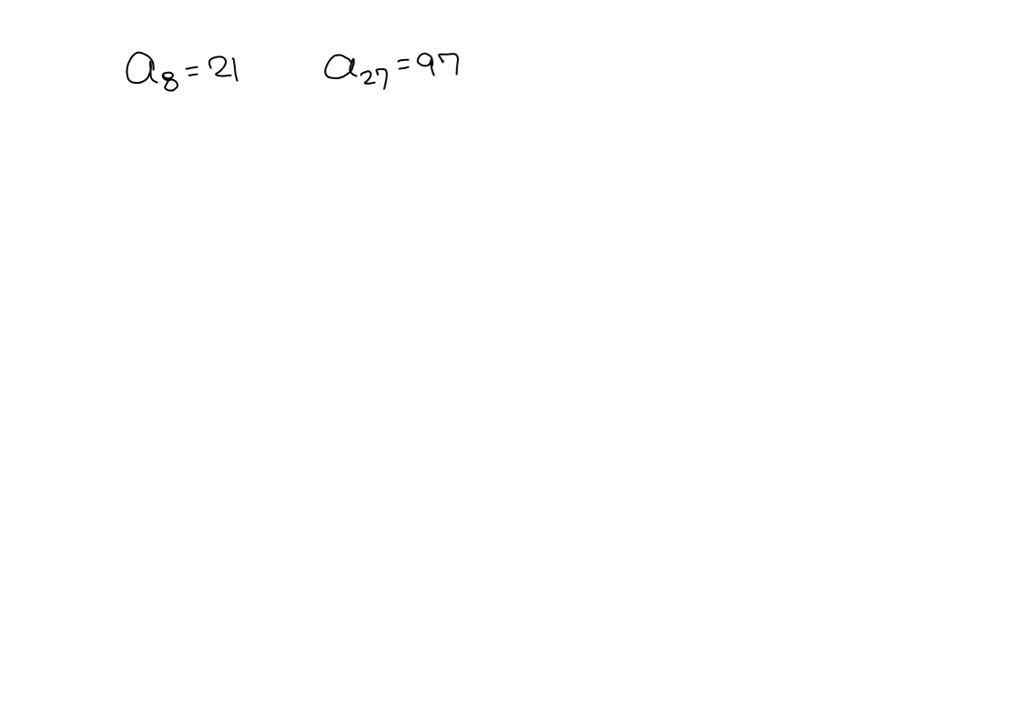 a₈ = 21 a₂₇ = 97